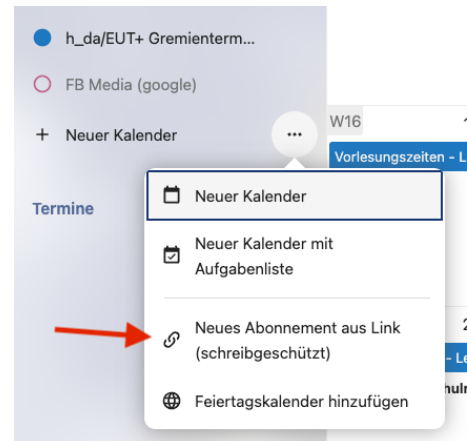 h_da/EUT+ Gremienterm...
FB Media (google)
+ Neuer Kalender
...
W16
Vorlesungszeiten - L
Termine
Neuer Kalender
Neuer Kalender mit
Aufgabenliste
Neues Abonnement aus Link
(schreibgeschützt)
- Le
Feiertagskalender hinzufügen